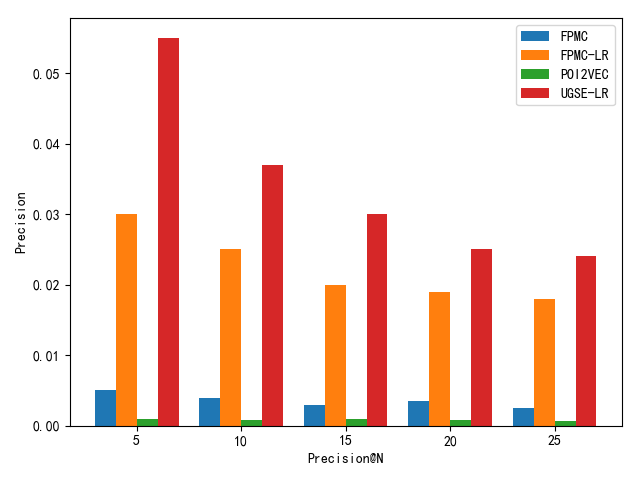 FPMC
FPMC-LR
POI2VEC
UGSE-LR
0.05
0.04
0.03
0.02
0.01
0.00
Precision
5 10 15 20 25
Precision@N